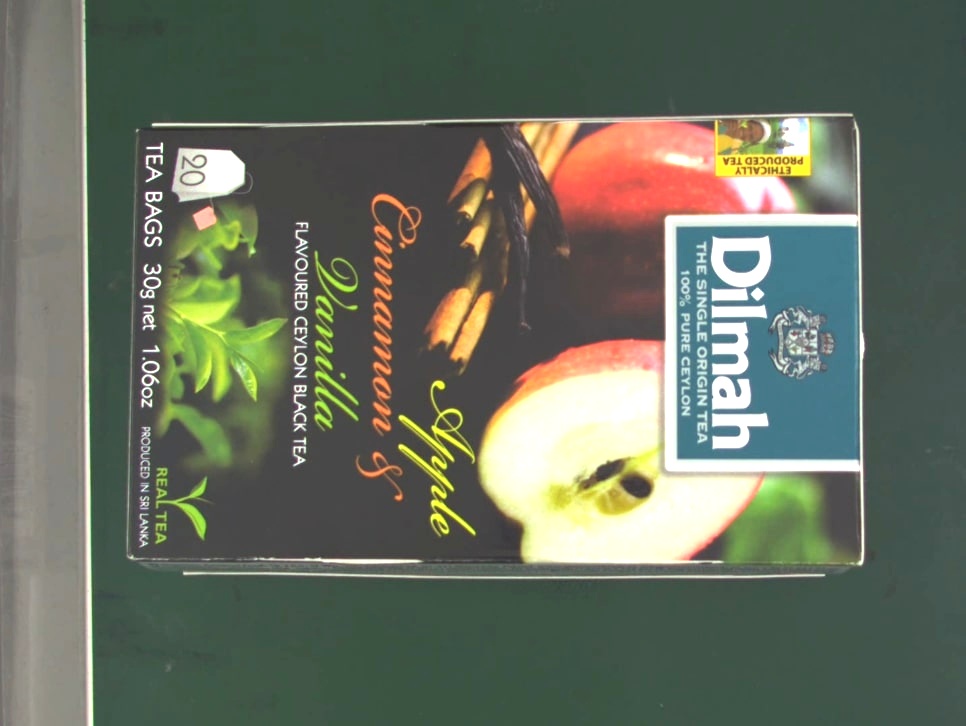 ETHICALLY
PRODUCED TEA
Dilmah
THE SINGLE ORIGIN TEA
100% PURE CEYLON
Apple
Cinnamon &
Vanilla
FLAVOURED CEYLON BLACK TEA
20
REAL TEA
TEA BAGS 30g net 1.06oz PRODUCED IN SRI LANKA